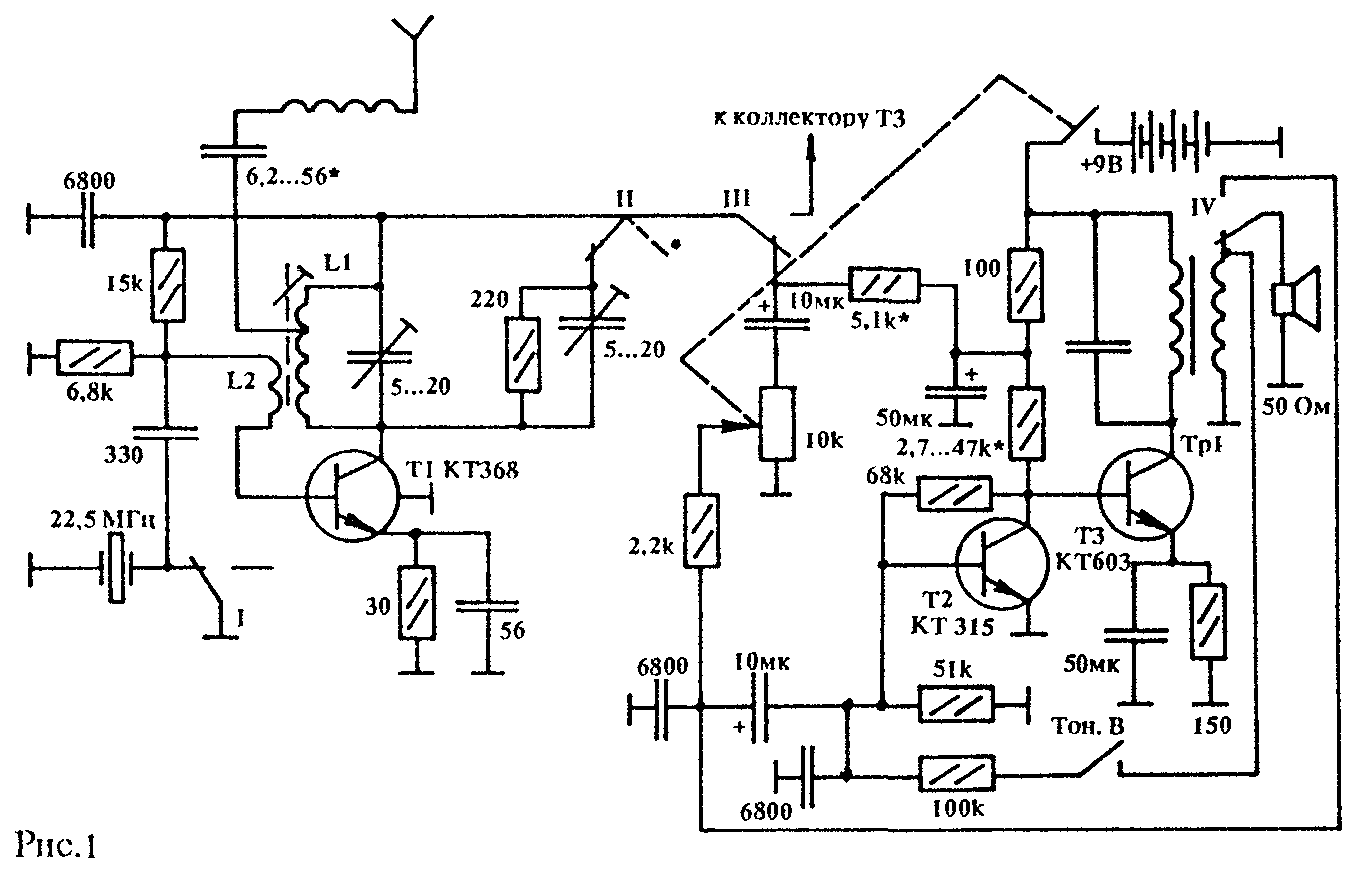 к коллектору Т3
+9В
6800
6,2...56*
II
III
IV
15k
L1
220
10мк
5,1k*
100
6,8k
L2
5...20
5...20
50мк
50 Ом
330
10k
2,7...47k*
Тр1
Т1 КТ368
68k
22,5 МГц
2,2k
Т3
КТ603
I
30
56
Т2
КТ 315
6800
10мк
51k
50мк
150
Тон. В
6800
100k
Рис.1